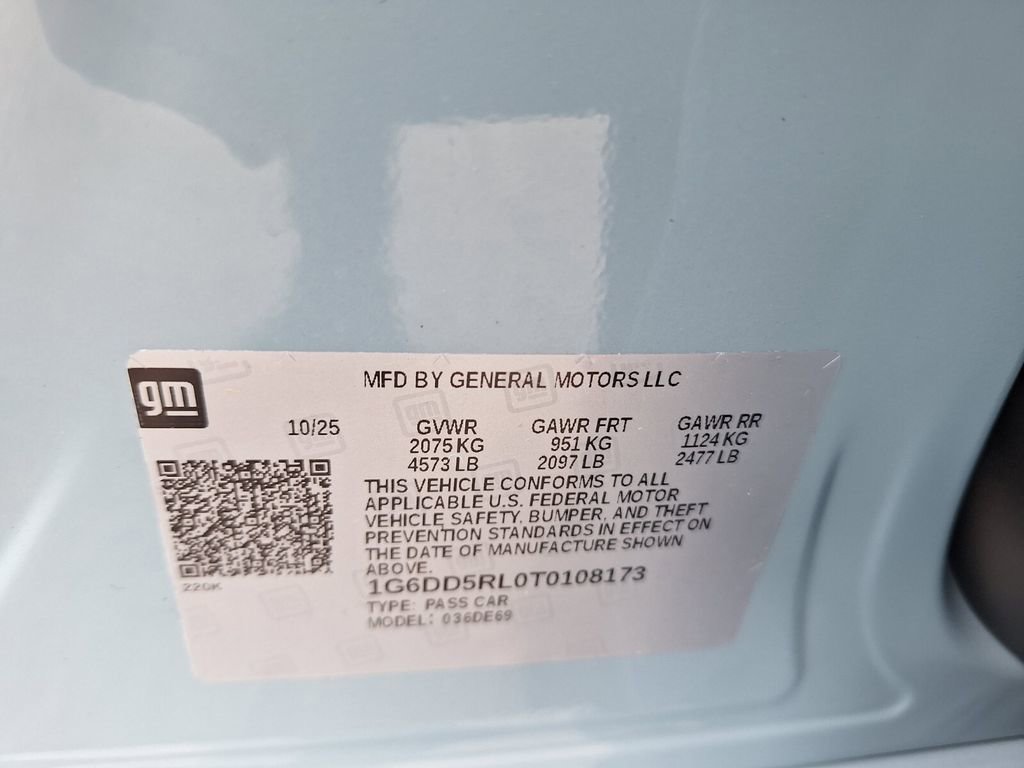 gm
MFD BY GENERAL MOTORS LLC
10/25 GVWR GAWR FRT GAWR RR
2075 KG 951 KG 1124 KG
4573 LB 2097 LB 2477 LB
THIS VEHICLE CONFORMS TO ALL
APPLICABLE U.S. FEDERAL MOTOR
VEHICLE SAFETY, BUMPER, AND THEFT
PREVENTION STANDARDS IN EFFECT ON
THE DATE OF MANUFACTURE SHOWN
ABOVE.
1G6DD5RL0T0108173
220K
TYPE: PASS CAR
MODEL: 036DE69